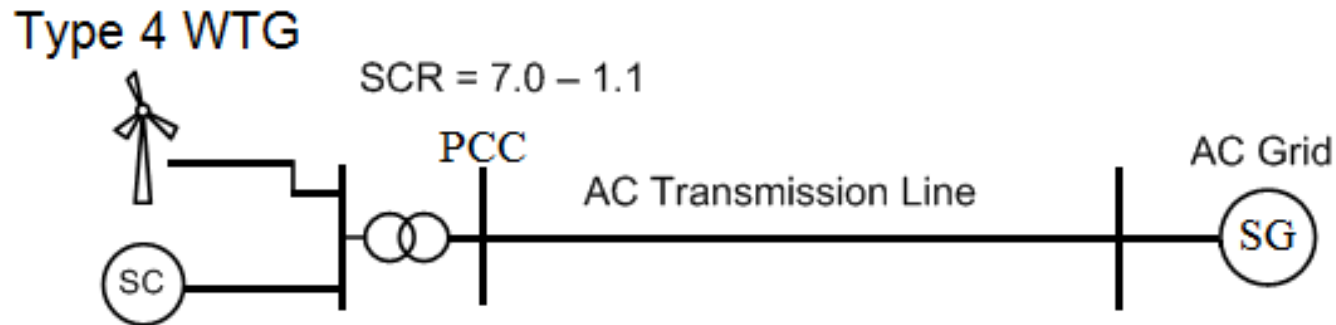 Type 4 WTG
SCR = 7.0 – 1.1
PCC
AC Grid
AC Transmission Line
SG
SC